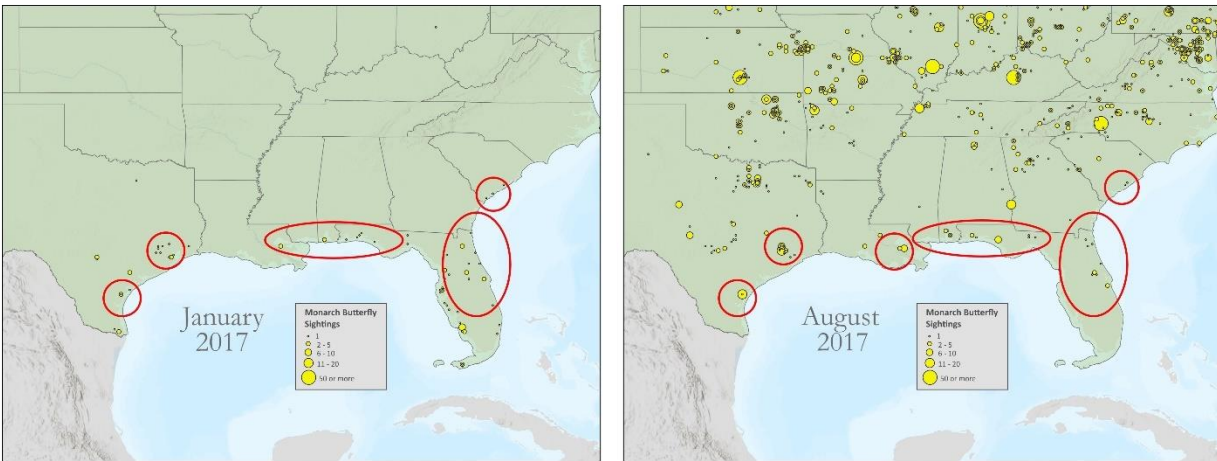 January
2017
Monarch Butterfly
Sightings
1
2 - 5
6 - 10
11 - 20
50 or more
August
2017
Monarch Butterfly
Sightings
1
2 - 5
6 - 10
11 - 20
50 or more